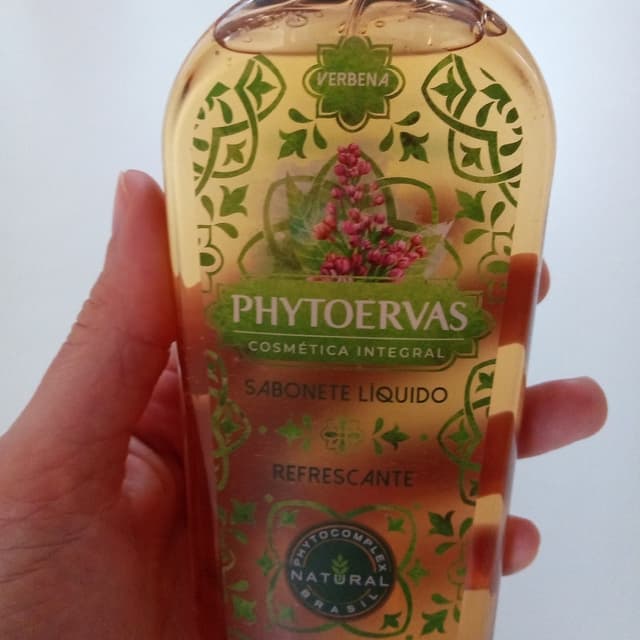 VERBENA
PHYTOERVAS
COSMÉTICA INTEGRAL
SABONETE LÍQUIDO
REFRESCANTE
PHYTOCOMPLEX
NATURAL
BRASIL